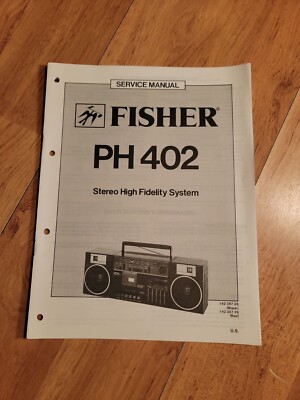 SERVICE MANUAL
FISHER®
PH 402
Stereo High Fidelity System
U.S.